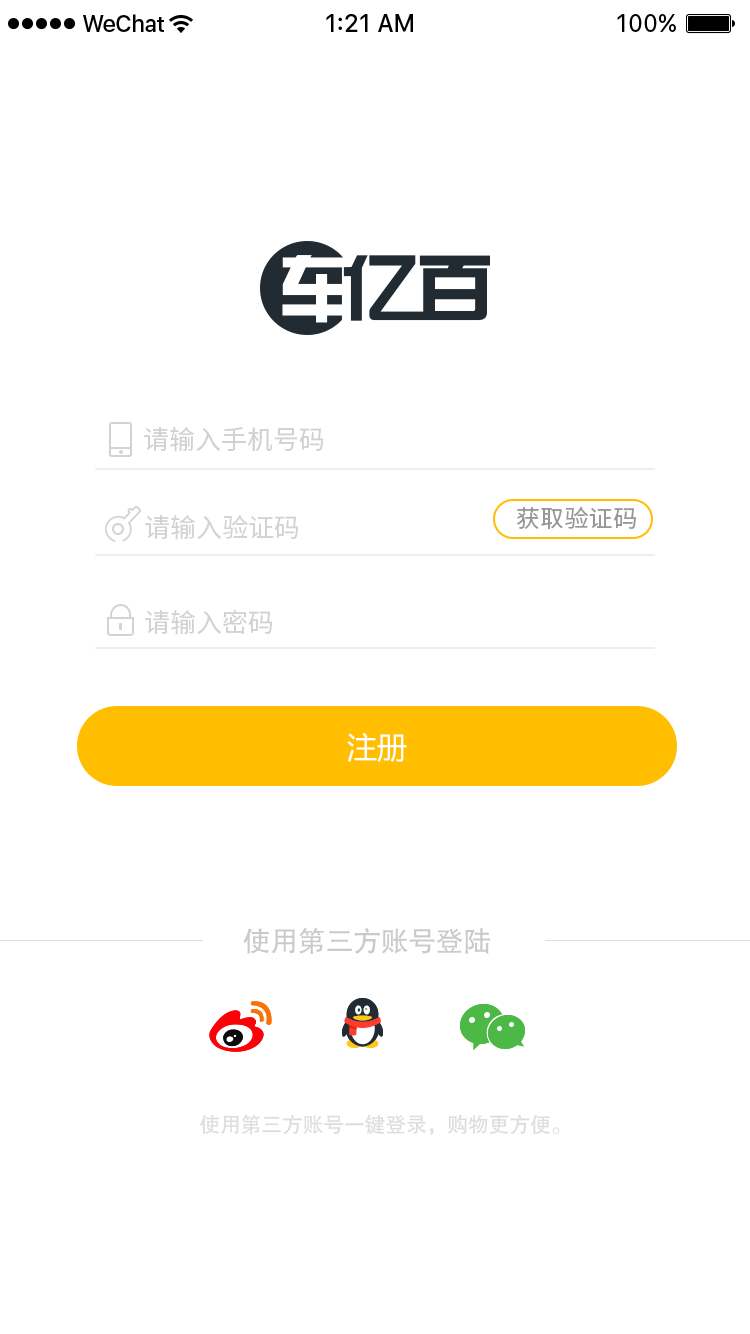 WeChat 1:21 AM 100%
车亿百
请输入手机号码
请输入验证码 获取验证码
请输入密码
注册
使用第三方账号登陆
使用第三方账号一键登录，购物更方便。